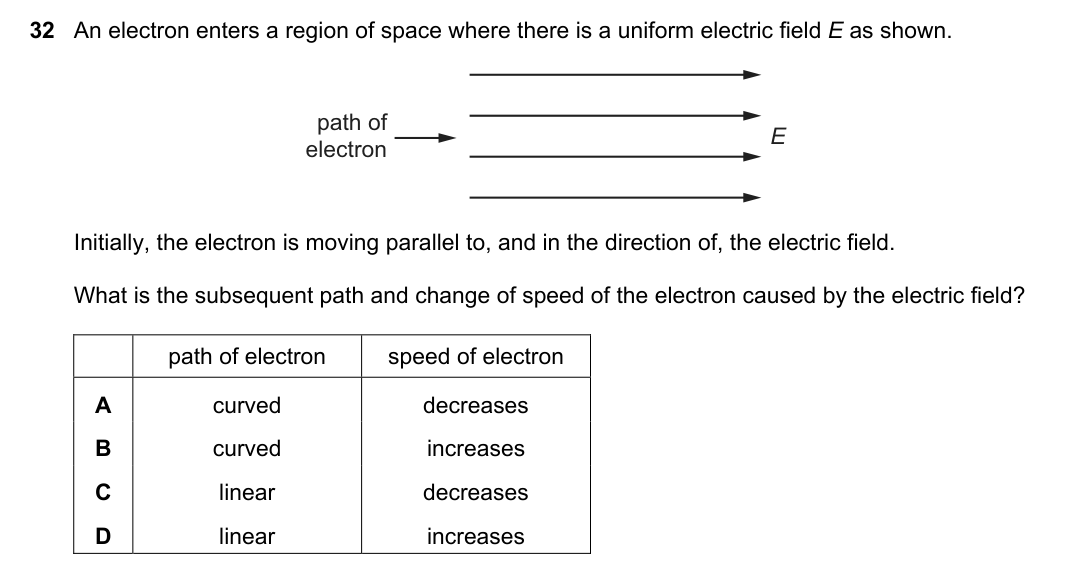 32 An electron enters a region of space where there is a uniform electric field E as shown.
path of
electron
E
Initially, the electron is moving parallel to, and in the direction of, the electric field.
What is the subsequent path and change of speed of the electron caused by the electric field?
path of electron speed of electron
A curved decreases
B curved increases
C linear decreases
D linear increases